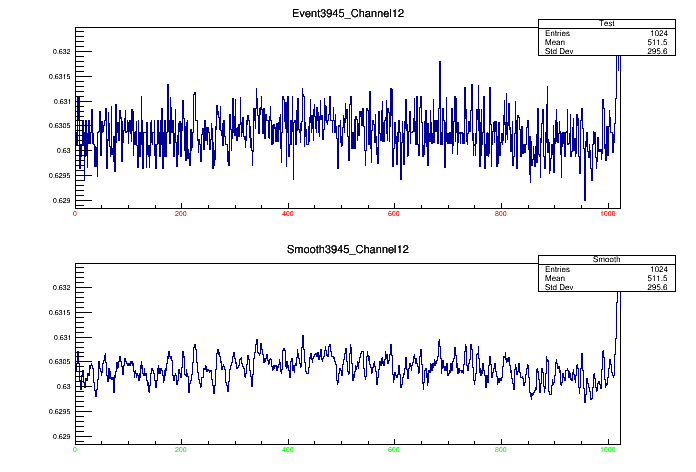 Event3945_Channel12
Test
Entries 1024
Mean 511.5
Std Dev 295.6
0.632
0.6315
0.631
0.6305
0.63
0.6295
0.629
0 200 400 600 800 1000
Smooth3945_Channel12
Smooth
Entries 1024
Mean 511.5
Std Dev 295.6
0.632
0.6315
0.631
0.6305
0.63
0.6295
0.629
0 200 400 600 800 1000